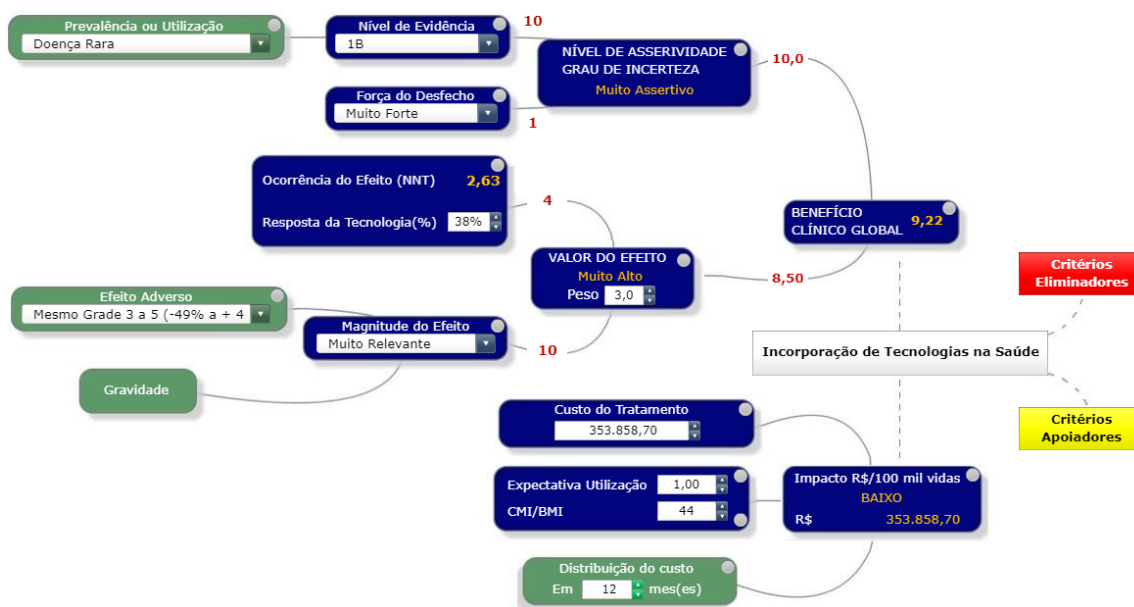 Prevalência ou Utilização
Doença Rara
Nível de Evidência
1B
10
NÍVEL DE ASSERIVIDADE
GRAU DE INCERTEZA
Muito Assertivo
10,0
Força do Desfecho
Muito Forte
1
Ocorrência do Efeito (NNT) 2,63
Resposta da Tecnologia(%) 38%
4
BENEFÍCIO
CLÍNICO GLOBAL 9,22
VALOR DO EFEITO
Muito Alto
Peso 3,0
8,50
Critérios
Eliminadores
Efeito Adverso
Mesmo Grade 3 a 5 (-49% a + 4
Magnitude do Efeito
Muito Relevante
10
Gravidade
Incorporação de Tecnologias na Saúde
Critérios
Apoiadores
Custo do Tratamento
353.858,70
Expectativa Utilização 1,00
CMI/BMI 44
Impacto R$/100 mil vidas
BAIXO
R$ 353.858,70
Distribuição do custo
Em 12 mes(es)